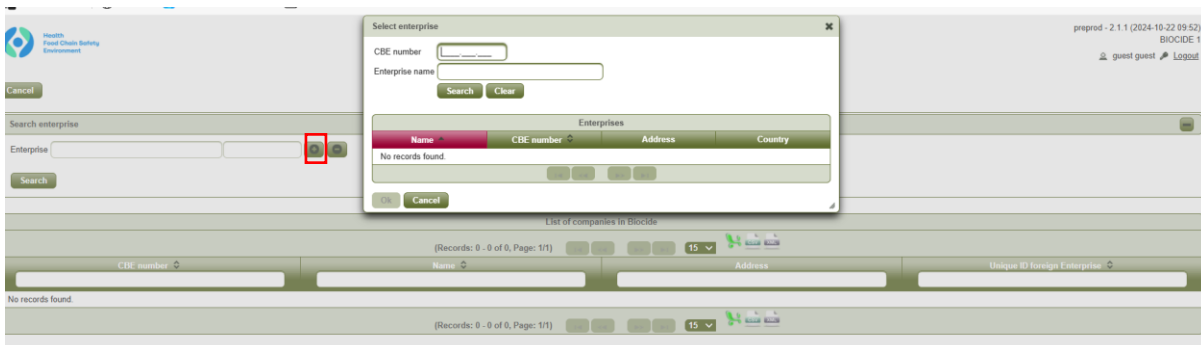 Health
Food Chain Safety
Environment
preprod - 2.1.1 (2024-10-22 09:52)
BIOCIDE 1
guest guest Logout
Cancel
Select enterprise
CBE number
Enterprise name
Search Clear
Enterprises
Name CBE number Address Country
No records found.
Ok Cancel
Search enterprise
Enterprise
Search
List of companies in Biocide
(Records: 0 - 0 of 0, Page: 1/1) 15
CBE number Name Address Unique ID foreign Enterprise
No records found.
(Records: 0 - 0 of 0, Page: 1/1) 15